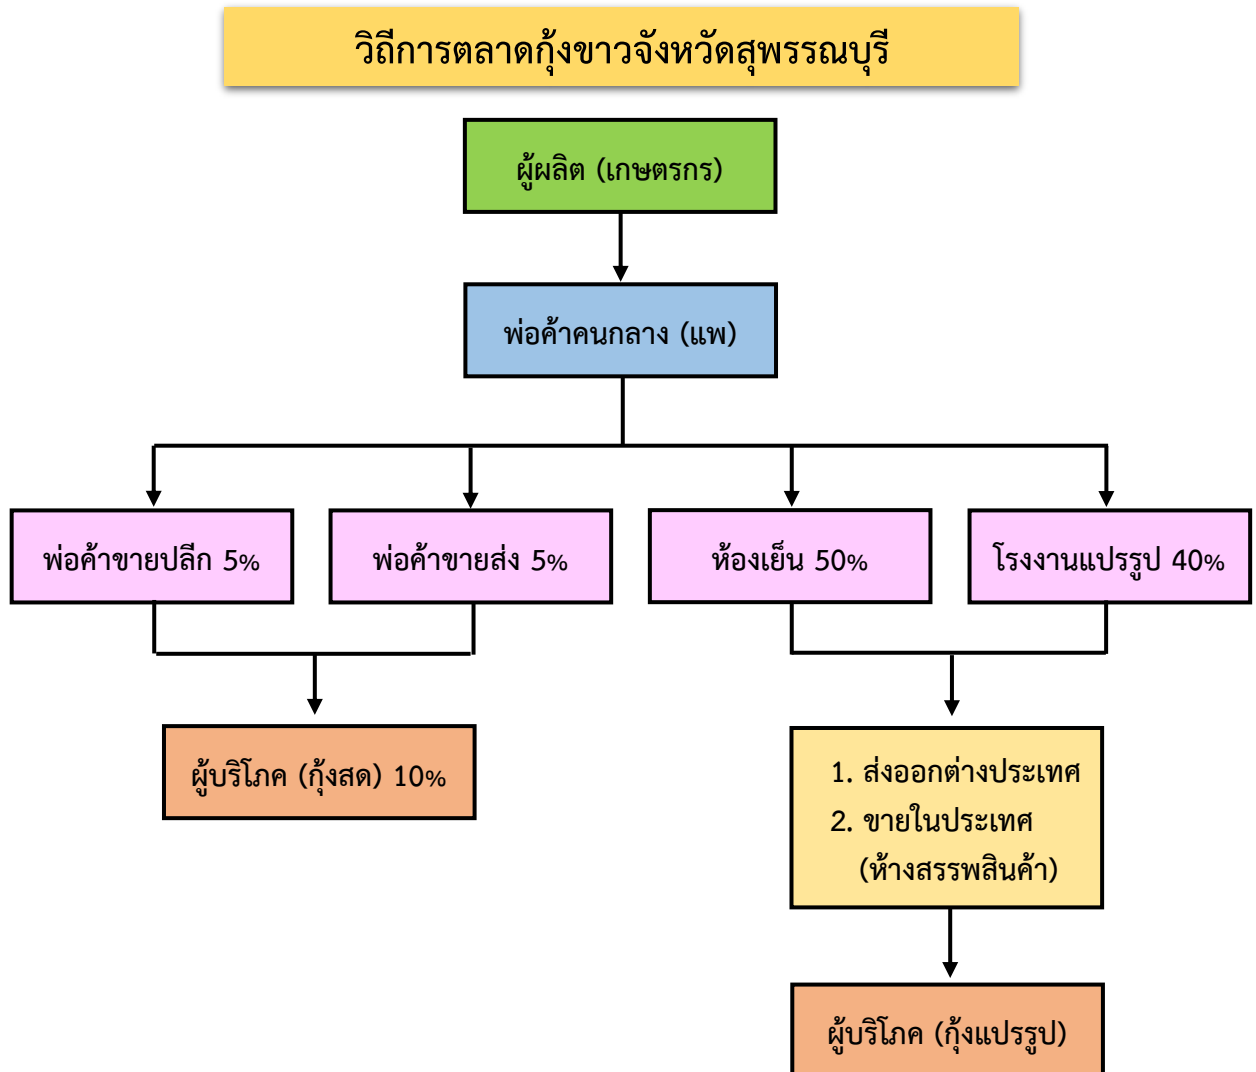 วิถีการตลาดกุ้งขาวจังหวัดสุพรรณบุรี
ผู้ผลิต (เกษตรกร)
พ่อค้าคนกลาง (แพ)
พ่อค้าขายปลีก 5%
พ่อค้าขายส่ง 5%
ห้องเย็น 50%
โรงงานแปรรูป 40%
ผู้บริโภค (กุ้งสด) 10%
1. ส่งออกต่างประเทศ
2. ขายในประเทศ
(ห้างสรรพสินค้า)
ผู้บริโภค (กุ้งแปรรูป)